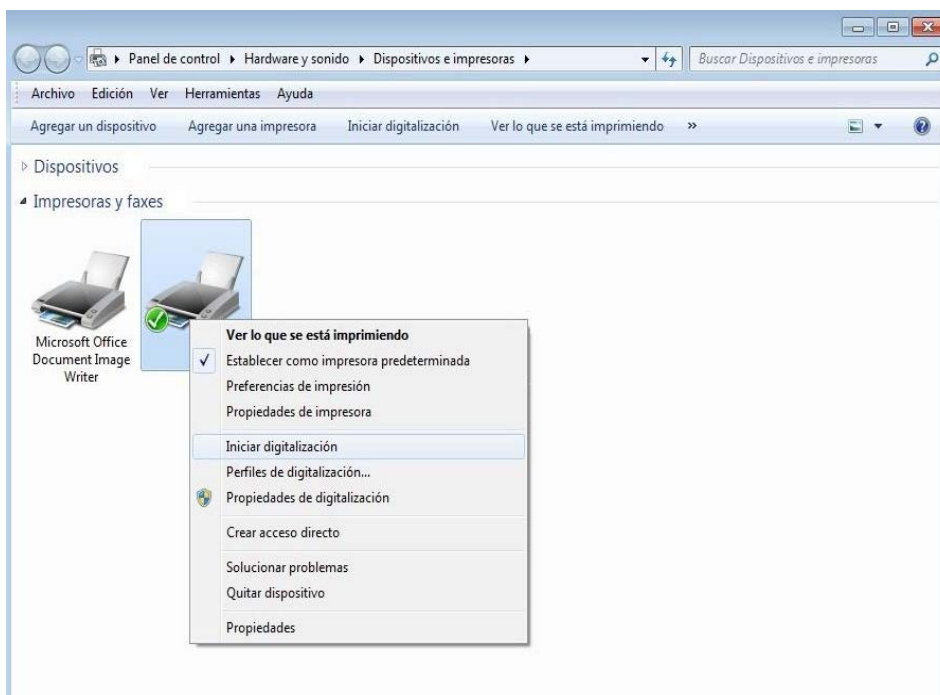 Panel de control ▸ Hardware y sonido ▸ Dispositivos e impresoras ▸
Buscar Dispositivos e impresoras
Archivo Edición Ver Herramientas Ayuda
Agregar un dispositivo Agregar una impresora Iniciar digitalización Ver lo que se está imprimiendo »
Dispositivos
Impresoras y faxes
Microsoft Office
Document Image
Writer
Ver lo que se está imprimiendo
Establecer como impresora predeterminada
Preferencias de impresión
Propiedades de impresora
Iniciar digitalización
Perfiles de digitalización...
Propiedades de digitalización
Crear acceso directo
Solucionar problemas
Quitar dispositivo
Propiedades